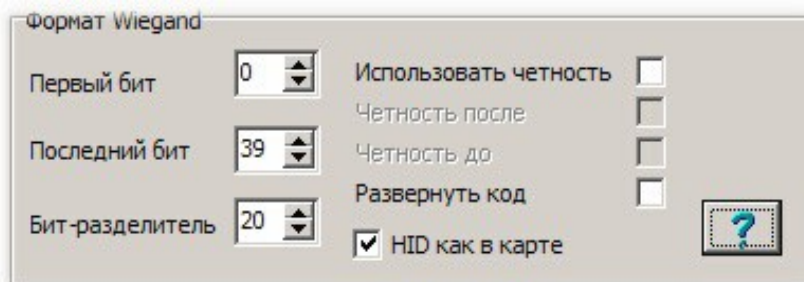 Формат Wiegand
Первый бит 0
Последний бит 39
Бит-разделитель 20
Использовать четность
Четность после
Четность до
Развернуть код
HID как в карте
?